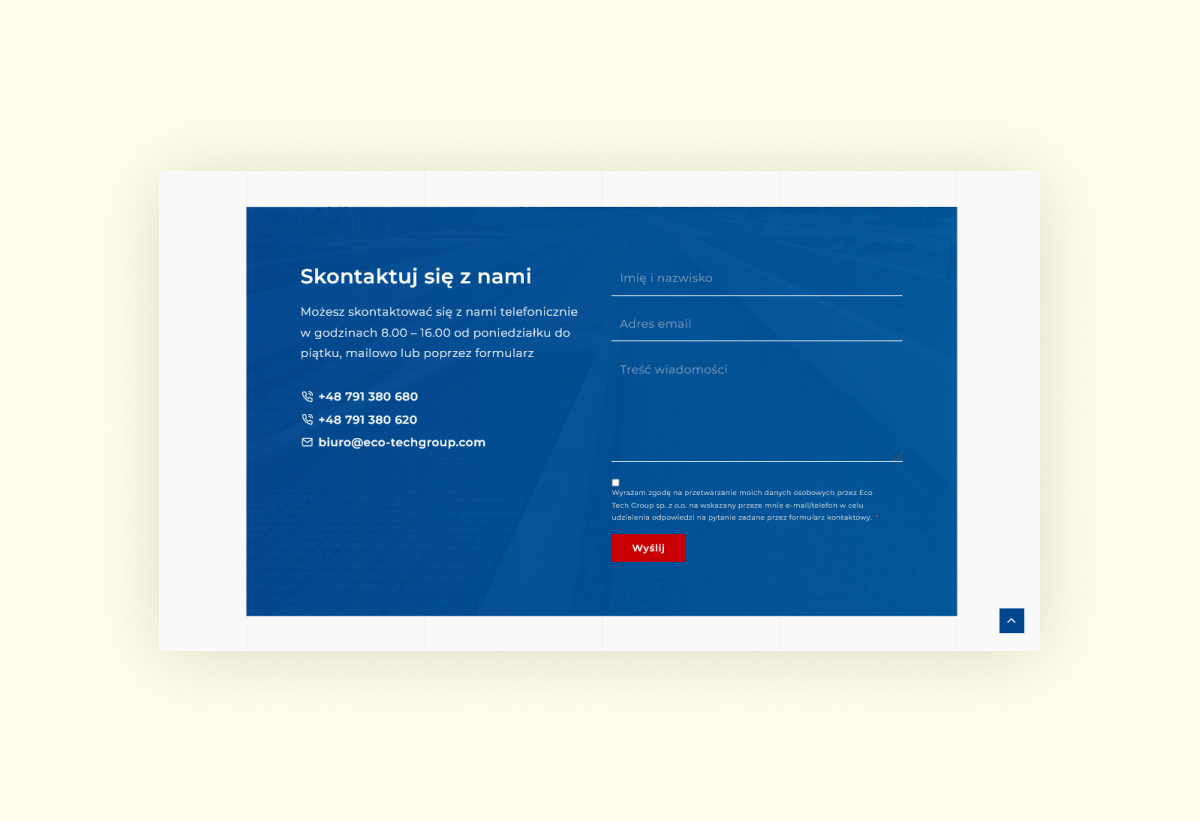 Skontaktuj się z nami
Możesz skontaktować się z nami telefonicznie
w godzinach 8.00 – 16.00 od poniedziałku do
piątku, mailowo lub poprzez formularz
+48 791 380 680
+48 791 380 620
biuro@eco-techgroup.com
Imię i nazwisko
Adres email
Treść wiadomości
Wyrażam zgodę na przetwarzanie moich danych osobowych przez Eco
Tech Group sp. z o.o. na wskazany przeze mnie e-mail/telefon w celu
udzielenia odpowiedzi na pytanie zadane przez formularz kontaktowy. *
Wyślij